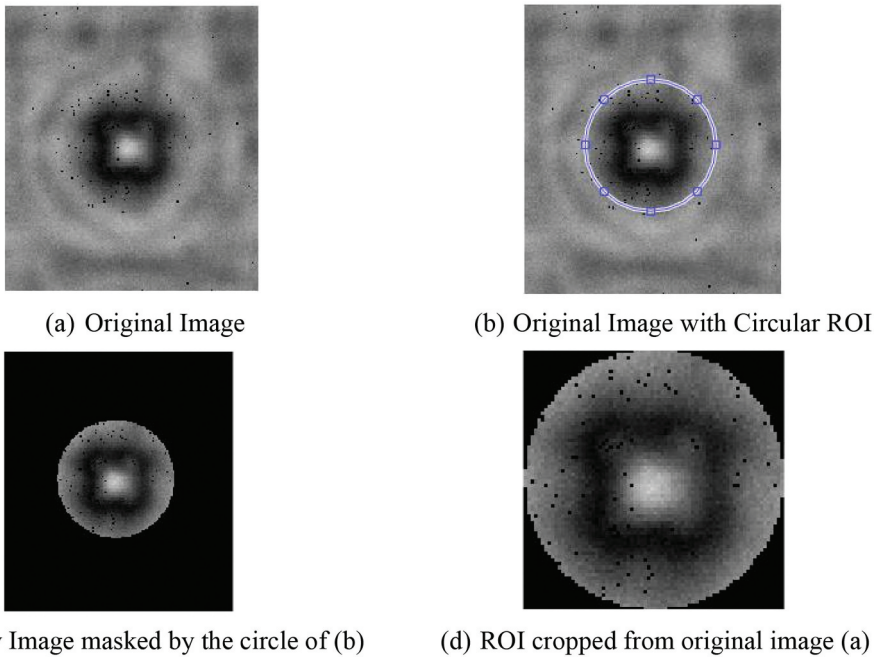 (a) Original Image
(b) Original Image with Circular ROI
Image masked by the circle of (b)
(d) ROI cropped from original image (a)